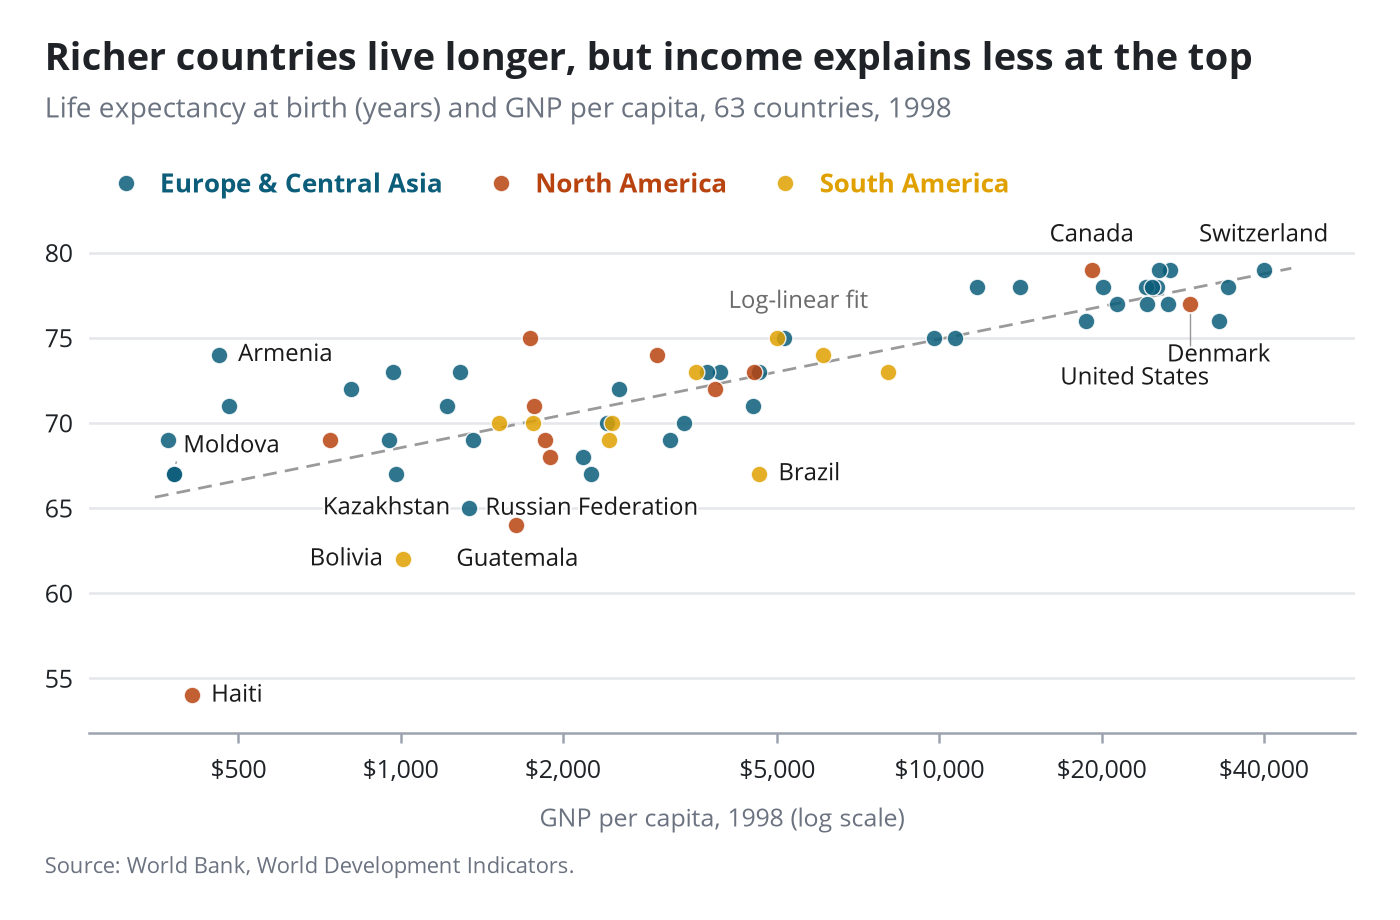 Richer countries live longer, but income explains less at the top
Life expectancy at birth (years) and GNP per capita, 63 countries, 1998
Europe & Central Asia North America South America
Canada Switzerland
80
Log-linear fit
75
Armenia
Denmark
United States
70
Moldova
Brazil
65
Kazakhstan Russian Federation
Bolivia Guatemala
60
55
Haiti
$500 $1,000 $2,000 $5,000 $10,000 $20,000 $40,000
GNP per capita, 1998 (log scale)
Source: World Bank, World Development Indicators.